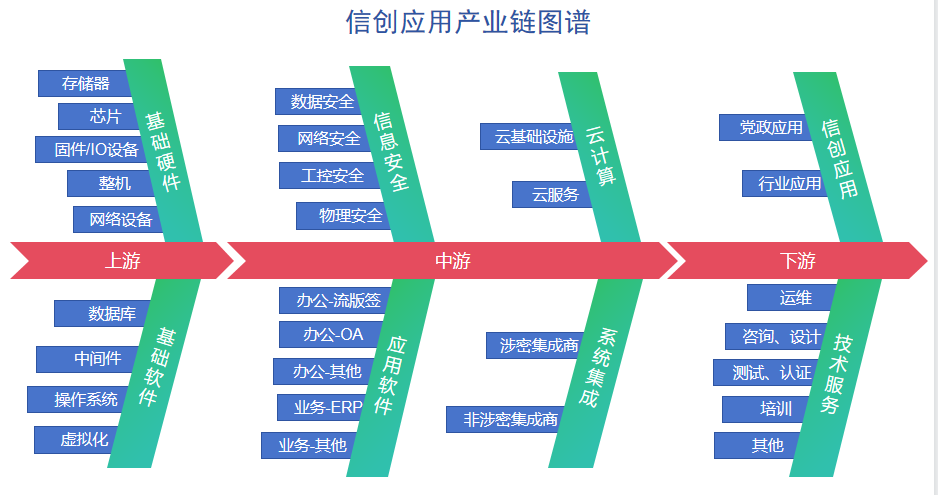 信创应用产业链图谱
存储器
芯片
固件/IO设备
整机
网络设备
基础硬件
数据安全
网络安全
工控安全
物理安全
信息安全
云基础设施
云服务
云计算
党政应用
行业应用
信创应用
上游
中游
下游
数据库
中间件
操作系统
虚拟化
基础软件
办公-流版签
办公-OA
办公-其他
业务-ERP
业务-其他
应用软件
涉密集成商
非涉密集成商
系统集成
运维
咨询、设计
测试、认证
培训
其他
技术服务